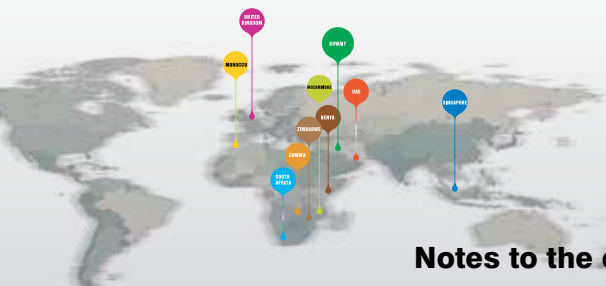 UNITED
KINGDOM
KUWAIT
MOROCCO
MOZAMBIQUE
UAE
SINGAPORE
KENYA
ZIMBABWE
ZAMBIA
SOUTH
AFRICA
Notes to the